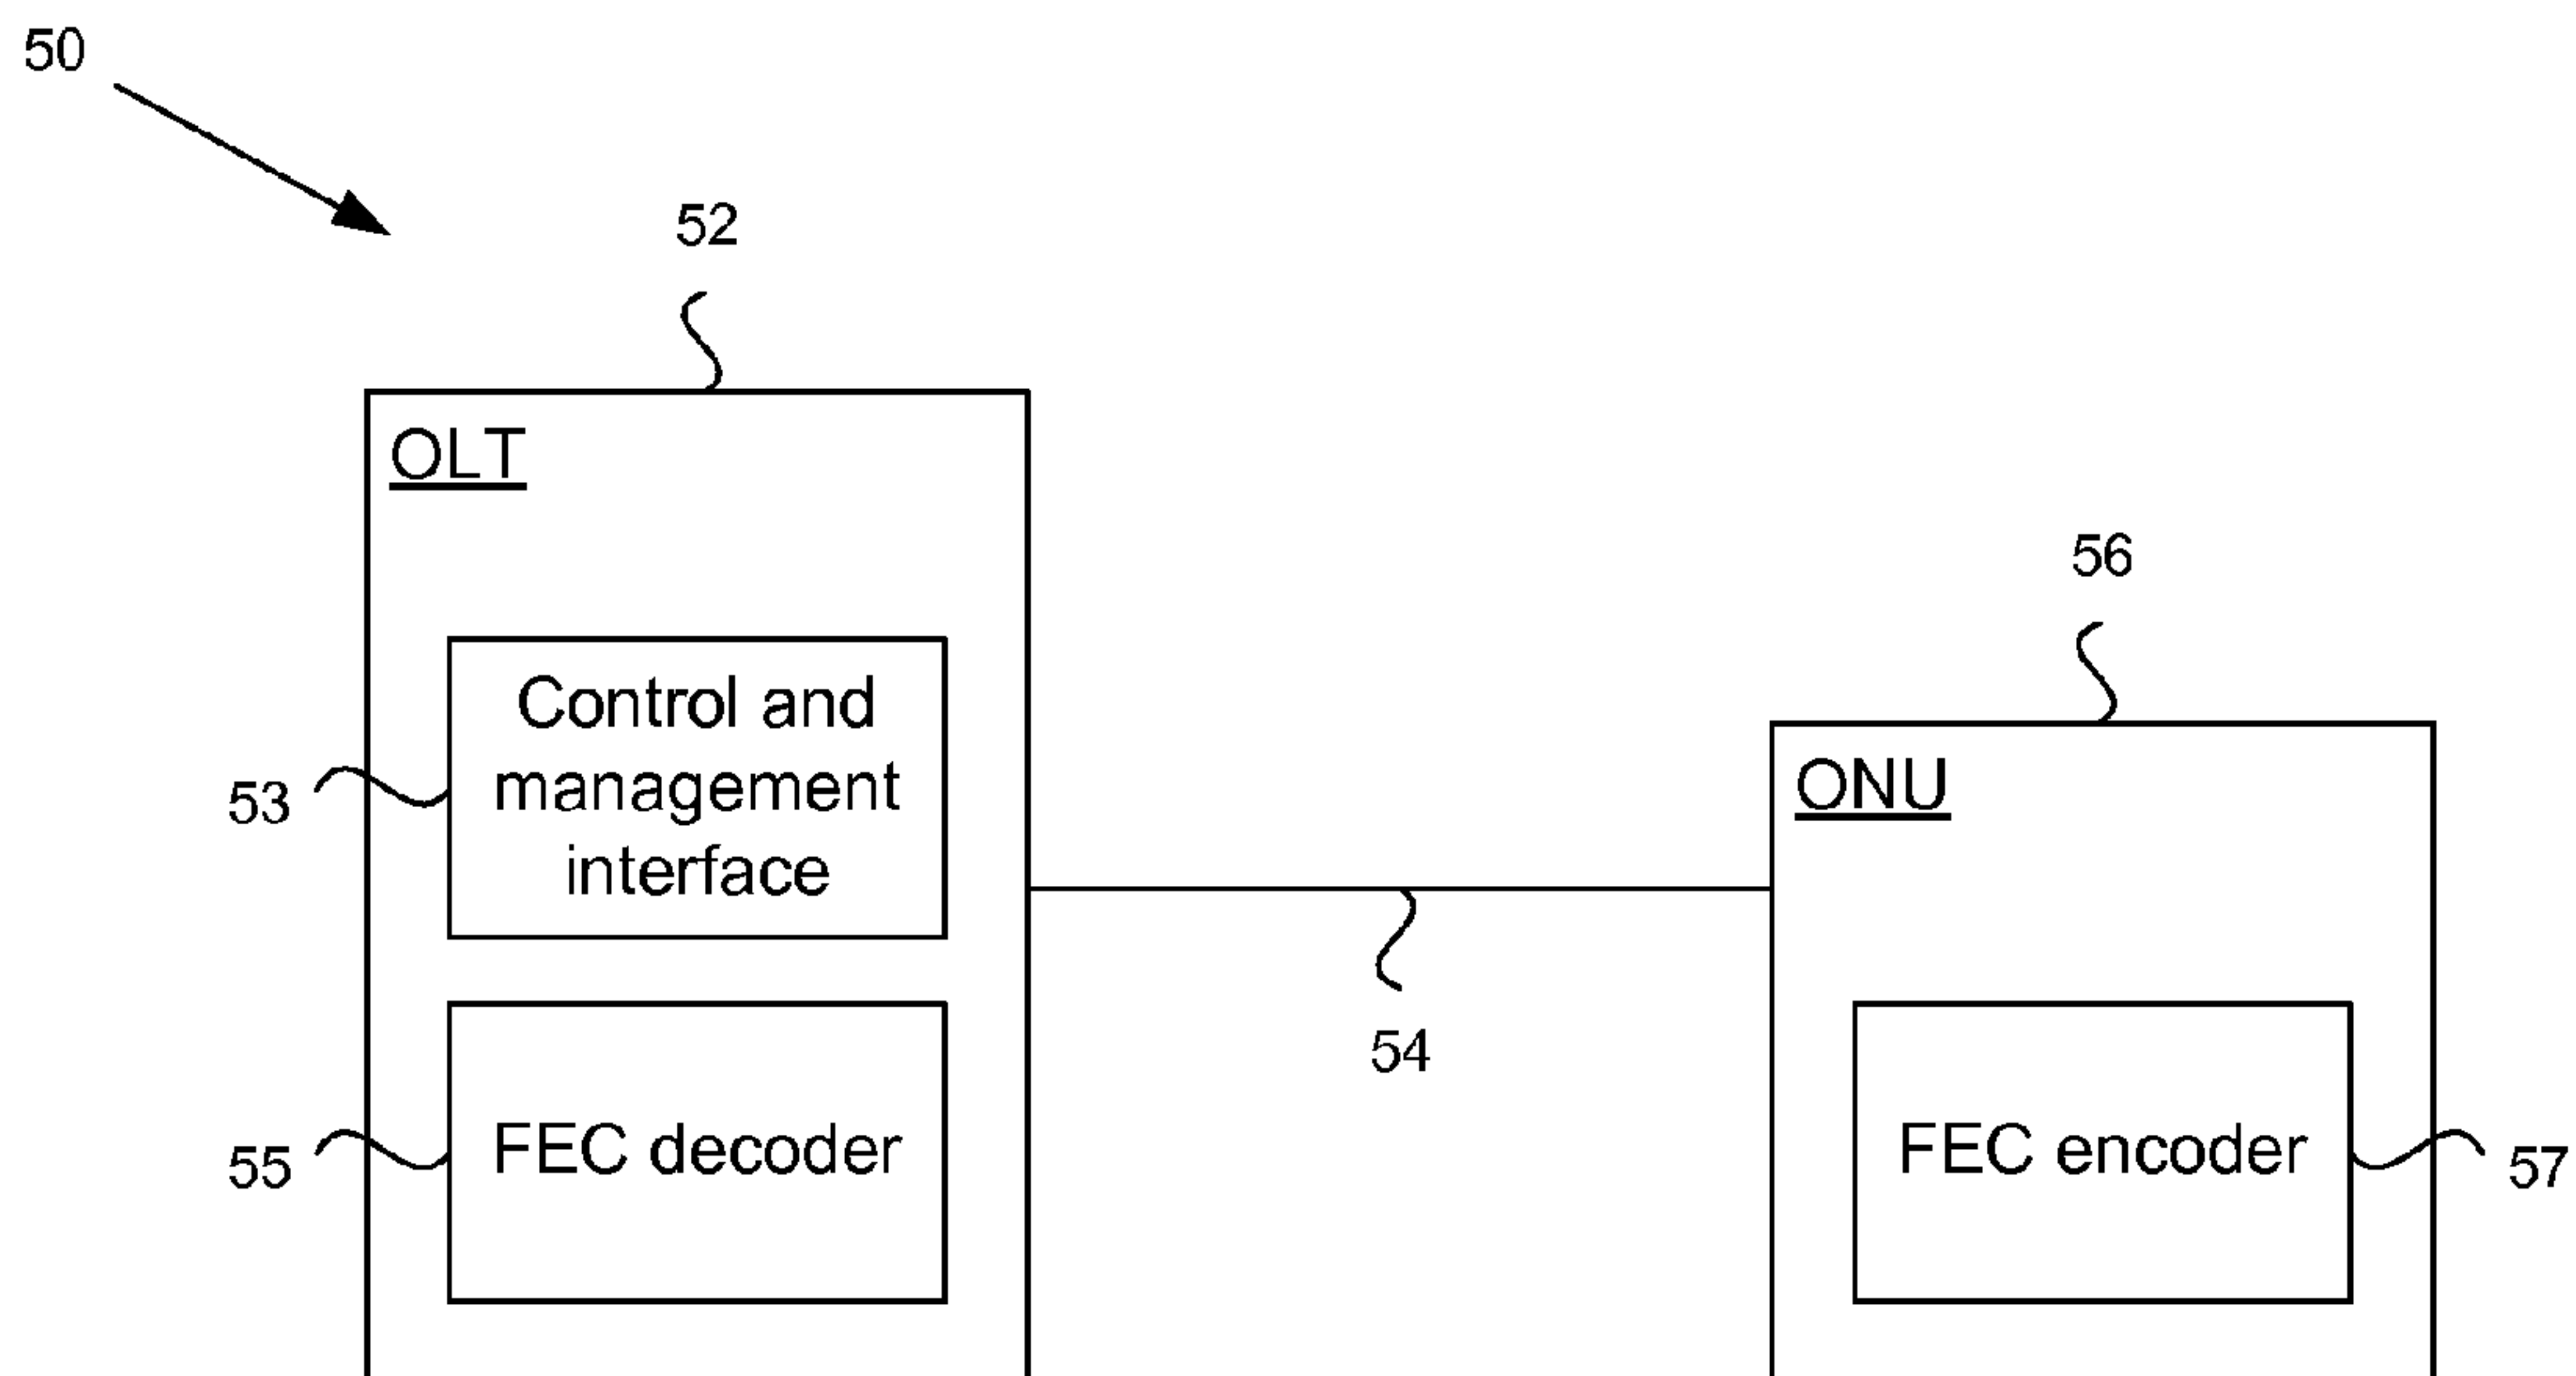 50
52
OLT
56
Control and
management
interface
53
ONU
54
FEC decoder
55
FEC encoder
57